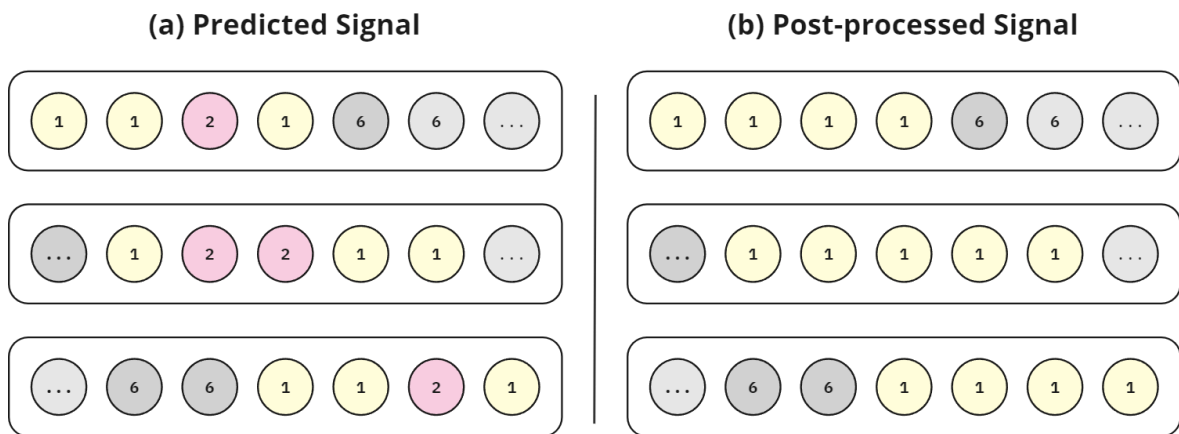 (a) Predicted Signal
(b) Post-processed Signal
1 1 2 1 6 6 ...
1 1 1 1 6 6 ...
... 1 2 2 1 1 ...
... 1 1 1 1 1 ...
... 6 6 1 1 2 1
... 6 6 1 1 1 1